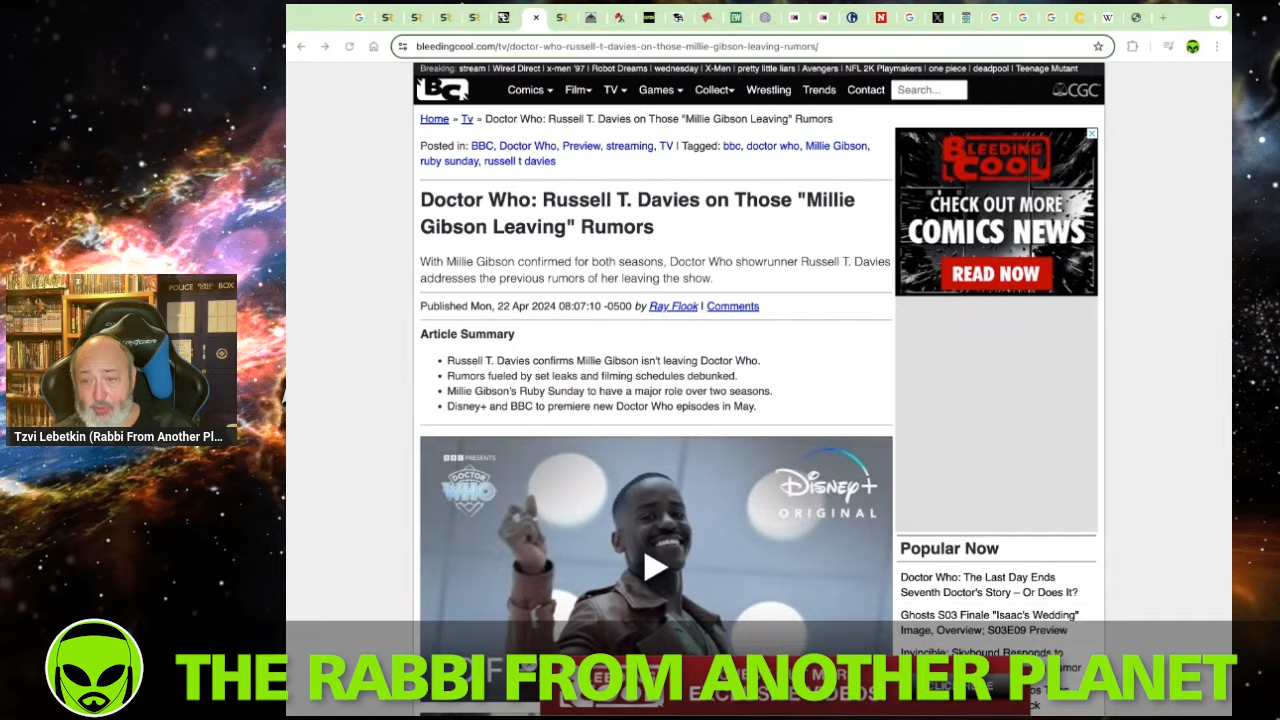 bleedingcool.com/tv/doctor-who-russell-t-davies-on-those-millie-gibson-leaving-rumors/
Breaking: stream | Wired Direct | x-men '97 | Robot Dreams | wednesday | X-Men | pretty little liars | Avengers | NFL 2K Playmakers | one piece | deadpool | Teenage Mutant
BC
Comics Film TV Games Collect Wrestling Trends Contact Search... CGC
Home » Tv » Doctor Who: Russell T. Davies on Those "Millie Gibson Leaving" Rumors
Posted in: BBC, Doctor Who, Preview, streaming, TV | Tagged: bbc, doctor who, Millie Gibson,
ruby sunday, russell t davies
Doctor Who: Russell T. Davies on Those "Millie
Gibson Leaving" Rumors
With Millie Gibson confirmed for both seasons, Doctor Who showrunner Russell T. Davies
addresses the previous rumors of her leaving the show.
Published Mon, 22 Apr 2024 08:07:10 -0500 by Ray Flook | Comments
Article Summary
• Russell T. Davies confirms Millie Gibson isn't leaving Doctor Who.
• Rumors fueled by set leaks and filming schedules debunked.
• Millie Gibson's Ruby Sunday to have a major role over two seasons.
• Disney+ and BBC to premiere new Doctor Who episodes in May.
BBC PRESENTS
DOCTOR
WHO
Disney+
ORIGINAL
BLEEDING
COOL
CHECK OUT MORE
COMICS NEWS
READ NOW
Popular Now
Doctor Who: The Last Day Ends
Seventh Doctor's Story – Or Does It?
Ghosts S03 Finale "Isaac's Wedding"
Image, Overview; S03E09 Preview
Invincible: Skybound Responds to
POLICE BOX
Tzvi Lebetkin (Rabbi From Another Pl...
THE RABBI FROM ANOTHER PLANET